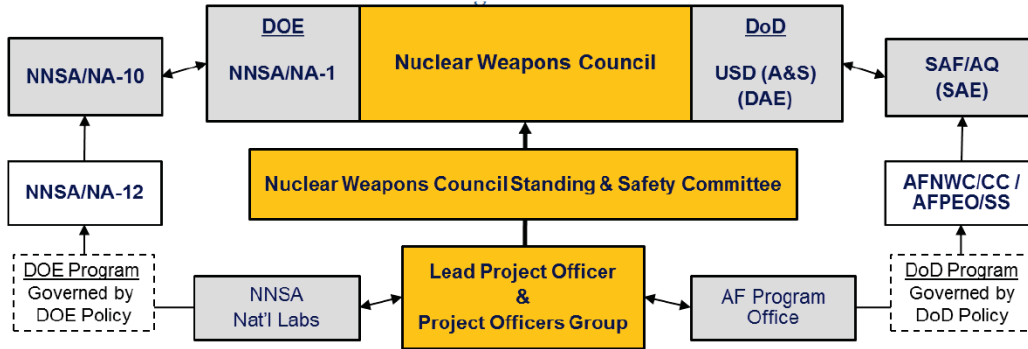 DOE
NNSA/NA-1
Nuclear Weapons Council
DoD
USD (A&S)
(DAE)
NNSA/NA-10
SAF/AQ
(SAE)
NNSA/NA-12
Nuclear Weapons Council Standing & Safety Committee
AFNWC/CC /
AFPEO/SS
DOE Program
Governed by
DOE Policy
NNSA
Nat'l Labs
Lead Project Officer
&
Project Officers Group
AF Program
Office
DoD Program
Governed by
DoD Policy